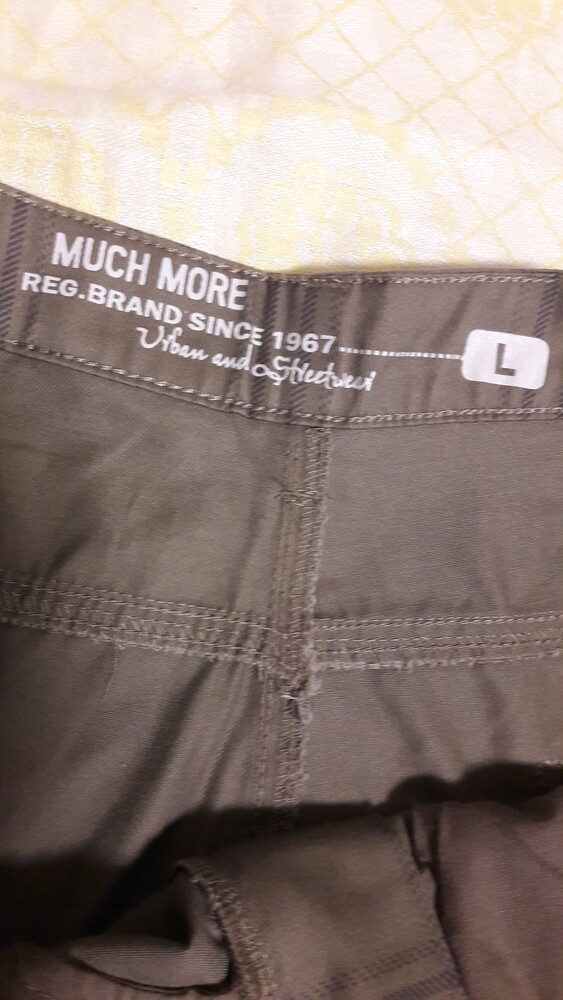 MUCH MORE
REG.BRAND SINCE 1967
Urban and Streetwear
L